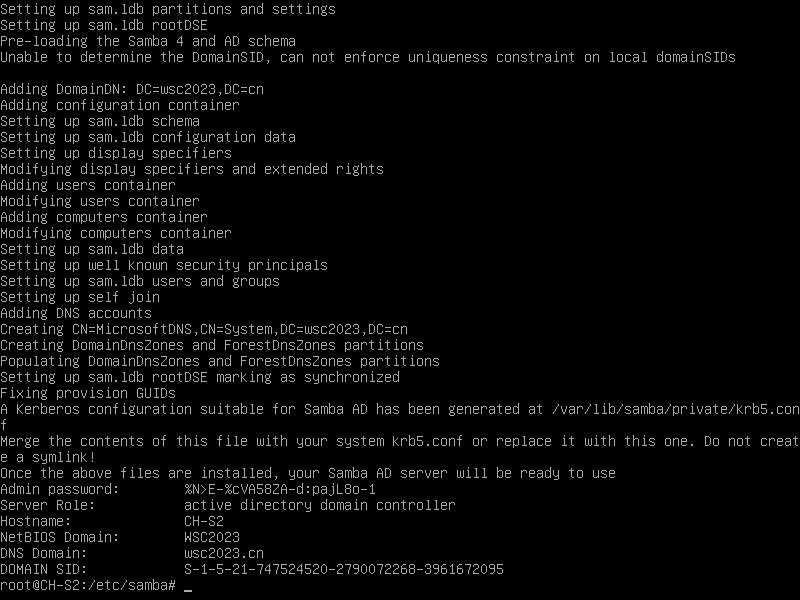 Setting up sam.ldb partitions and settings
Setting up sam.ldb rootDSE
Pre-loading the Samba 4 and AD schema
Unable to determine the DomainSID, can not enforce uniqueness constraint on local domainSIDs

Adding DomainDN: DC=wsc2023,DC=cn
Adding configuration container
Setting up sam.ldb schema
Setting up sam.ldb configuration data
Setting up display specifiers
Modifying display specifiers and extended rights
Adding users container
Modifying users container
Adding computers container
Modifying computers container
Setting up sam.ldb data
Setting up well known security principals
Setting up sam.ldb users and groups
Setting up self join
Adding DNS accounts
Creating CN=MicrosoftDNS,CN=System,DC=wsc2023,DC=cn
Creating DomainDnsZones and ForestDnsZones partitions
Populating DomainDnsZones and ForestDnsZones partitions
Setting up sam.ldb rootDSE marking as synchronized
Fixing provision GUIDs
A Kerberos configuration suitable for Samba AD has been generated at /var/lib/samba/private/krb5.con
f
Merge the contents of this file with your system krb5.conf or replace it with this one. Do not creat
e a symlink!
Once the above files are installed, your Samba AD server will be ready to use
Admin password:        %N>E-%cVA58ZA-d:pajL8o-1
Server Role:           active directory domain controller
Hostname:              CH-S2
NetBIOS Domain:        WSC2023
DNS Domain:            wsc2023.cn
DOMAIN SID:            S-1-5-21-747524520-2790072268-3961672095
root@CH-S2:/etc/samba# _